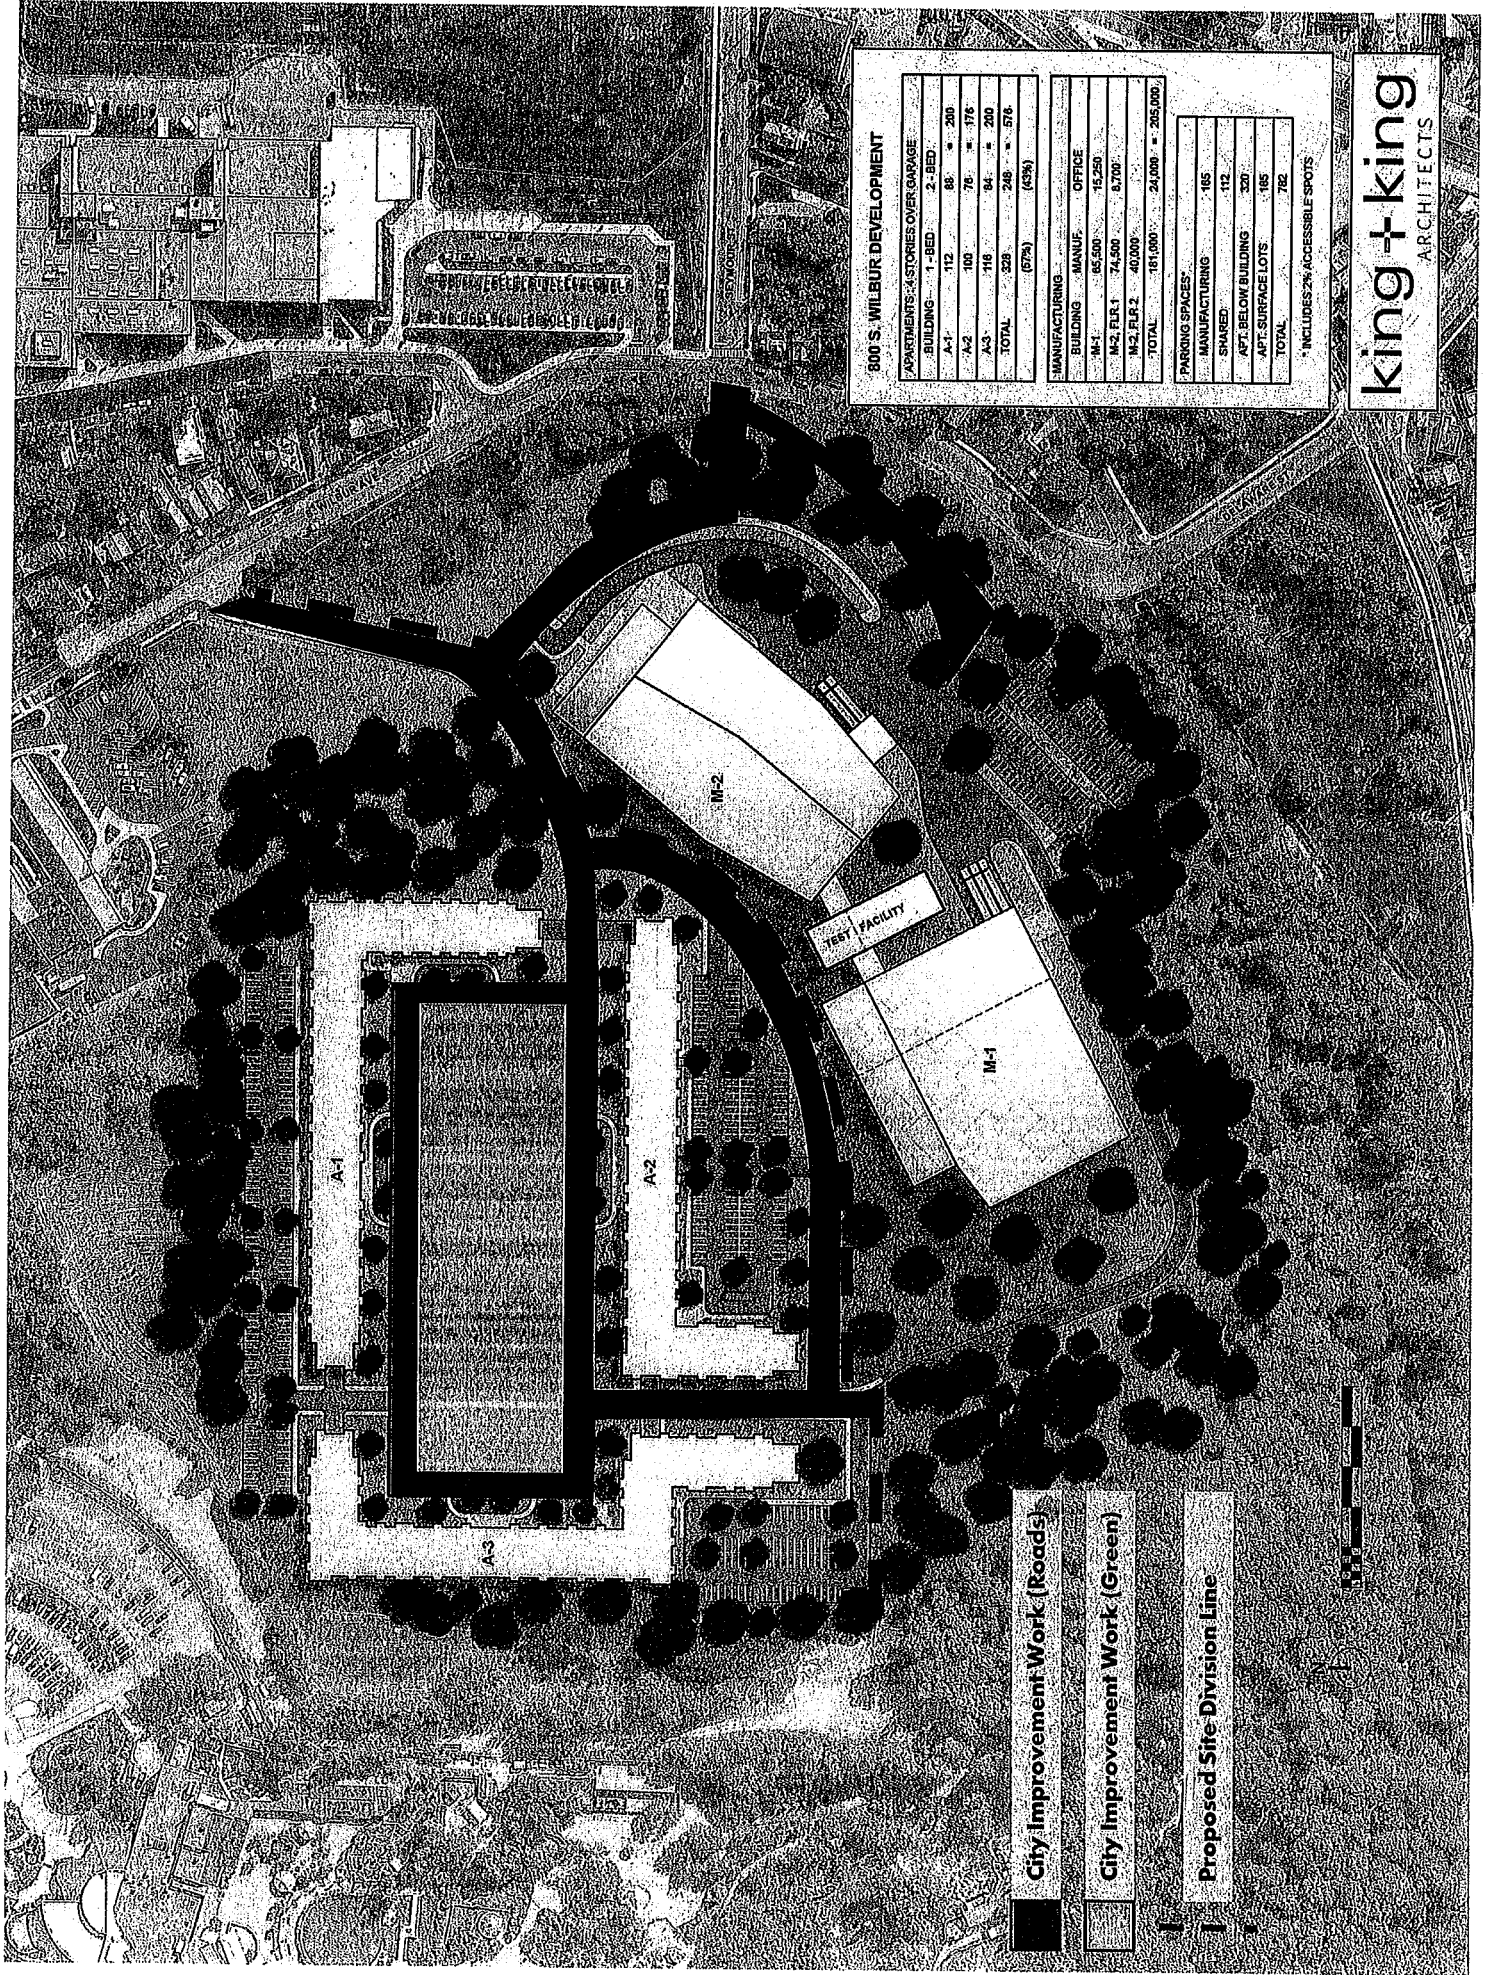 800 S. WILBUR DEVELOPMENT
APARTMENTS: 4 STORIES OVER GARAGE
BUILDING 1 - BED 2 - BED
A-1 112 88 = 200
A-2 100 76 = 176
A-3 116 84 = 200
TOTAL 328 248 = 576
(57%) (43%)
MANUFACTURING
BUILDING MANUF. OFFICE
M-1 65,500 15,250
M-2, FLR.1 74,500 8,700
M-2, FLR.2 40,000
TOTAL 181,000 24,000 = 205,000
PARKING SPACES*
MANUFACTURING 165
SHARED 112
APT. BELOW BUILDING 320
APT. SURFACE LOTS 185
TOTAL 782
* INCLUDES 2% ACCESSIBLE SPOTS
king + king
ARCHITECTS
A-1
A-2
A-3
M-2
TEST FACILITY
M-1
City Improvement Work (Roads)
City Improvement Work (Green)
Proposed Site Division Line
N